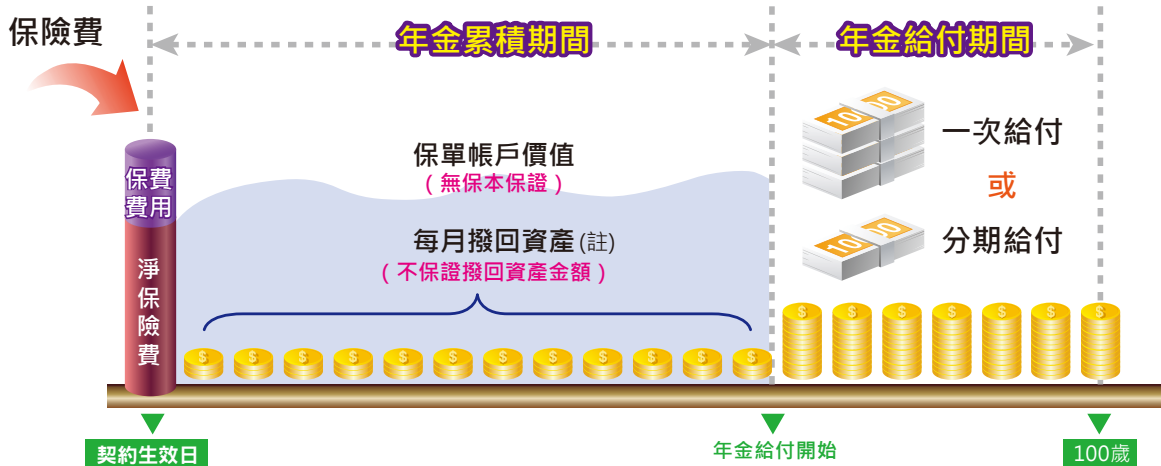 保險費
年金累積期間
年金給付期間
保費
費用
淨保險費
保單帳戶價值
（無保本保證）
每月撥回資產(註)
（不保證撥回資產金額）
一次給付
或
分期給付
契約生效日
年金給付開始
100歲